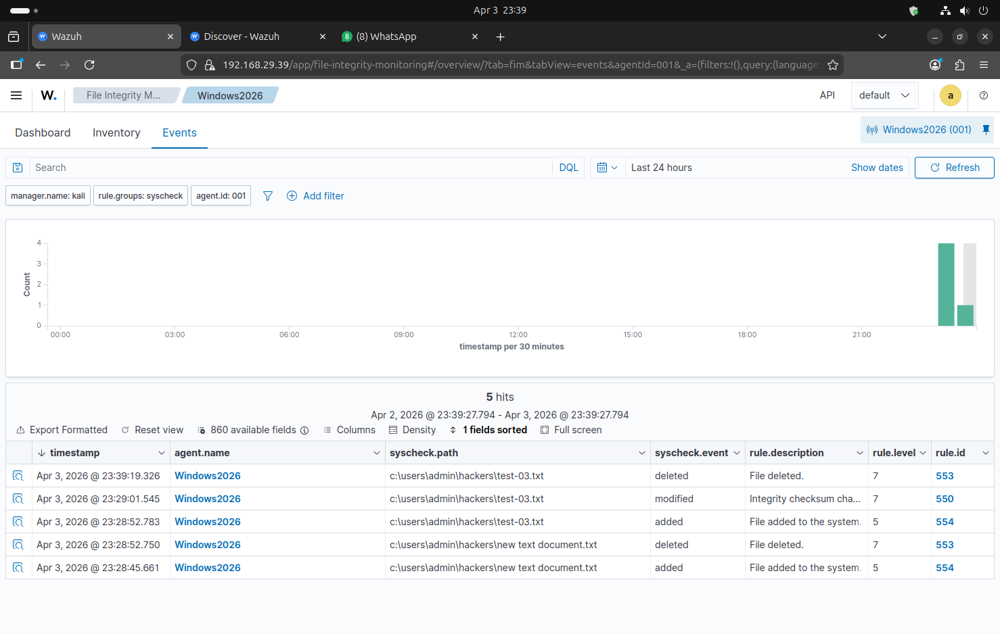 Apr 3 23:39
Wazuh
Discover - Wazuh
8 (8) WhatsApp
192.168.29.39/app/file-integrity-monitoring#/overview/?tab=fim&tabView=events&agentId=001&_a=(filters:!(),query:(language:
W. File Integrity M... Windows2026 API default a
Dashboard Inventory Events Windows2026 (001)
Search DQL Last 24 hours Show dates Refresh
manager.name: kali rule.groups: syscheck agent.id: 001 Add filter
4
3
2
1
0
Count
00:00 03:00 06:00 09:00 12:00 15:00 18:00 21:00
timestamp per 30 minutes
5 hits
Apr 2, 2026 @ 23:39:27.794 - Apr 3, 2026 @ 23:39:27.794
Export Formatted Reset view 860 available fields Columns Density 1 fields sorted Full screen
timestamp agent.name syscheck.path syscheck.event rule.description rule.level rule.id
Apr 3, 2026 @ 23:39:19.326 Windows2026 c:\users\admin\hackers\test-03.txt deleted File deleted. 7 553
Apr 3, 2026 @ 23:29:01.545 Windows2026 c:\users\admin\hackers\test-03.txt modified Integrity checksum cha... 7 550
Apr 3, 2026 @ 23:28:52.783 Windows2026 c:\users\admin\hackers\test-03.txt added File added to the system. 5 554
Apr 3, 2026 @ 23:28:52.750 Windows2026 c:\users\admin\hackers\new text document.txt deleted File deleted. 7 553
Apr 3, 2026 @ 23:28:45.661 Windows2026 c:\users\admin\hackers\new text document.txt added File added to the system. 5 554